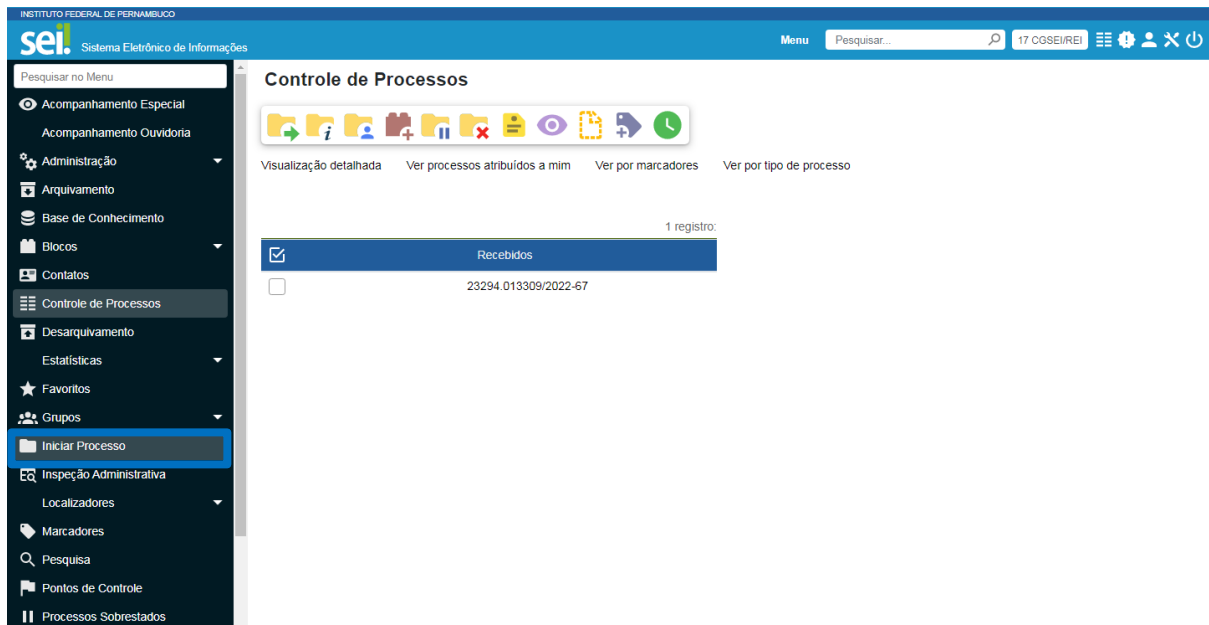 INSTITUTO FEDERAL DE PERNAMBUCO
sei!
Sistema Eletrônico de Informações
Menu
Pesquisar...
17 CGSEI/REI
Pesquisar no Menu
Acompanhamento Especial
Acompanhamento Ouvidoria
Administração
Arquivamento
Base de Conhecimento
Blocos
Contatos
Controle de Processos
Desarquivamento
Estatísticas
Favoritos
Grupos
Iniciar Processo
Inspeção Administrativa
Localizadores
Marcadores
Pesquisa
Pontos de Controle
Processos Sobrestados
Controle de Processos
Visualização detalhada Ver processos atribuídos a mim Ver por marcadores Ver por tipo de processo
1 registro:
Recebidos
23294.013309/2022-67